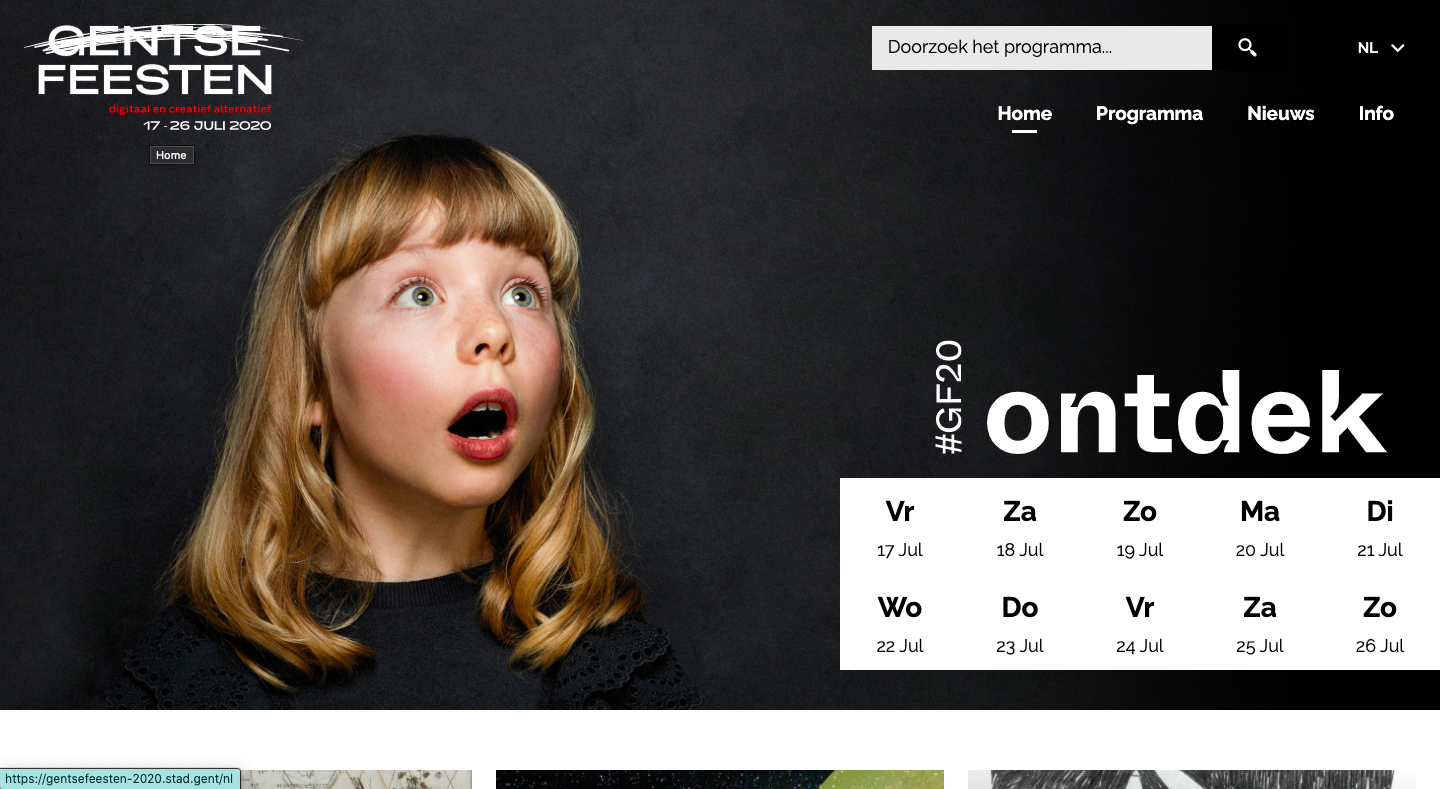 GENTSE
FEESTEN
digitaal en creatief alternatief
17 - 26 JULI 2020
Home
Doorzoek het programma...
NL
Home Programma Nieuws Info
#GF20
ontdek
Vr Za Zo Ma Di
17 Jul 18 Jul 19 Jul 20 Jul 21 Jul
Wo Do Vr Za Zo
22 Jul 23 Jul 24 Jul 25 Jul 26 Jul
https://gentsefeesten-2020.stad.gent/nl